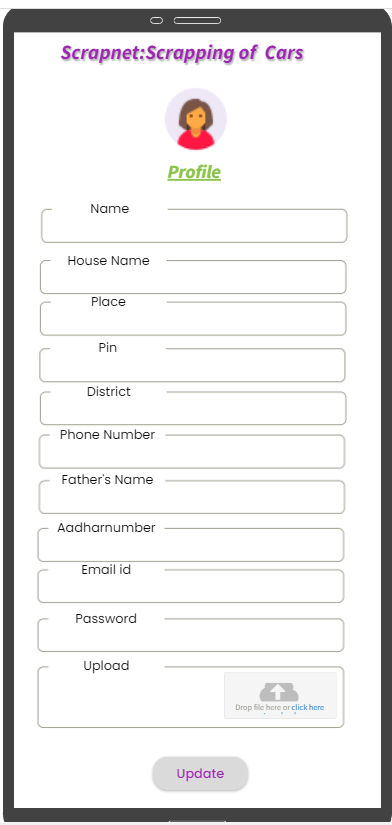 Scrapnet:Scrapping of Cars
Profile
Name
House Name
Place
Pin
District
Phone Number
Father's Name
Aadharnumber
Email id
Password
Upload
Drop file here or click here
Update